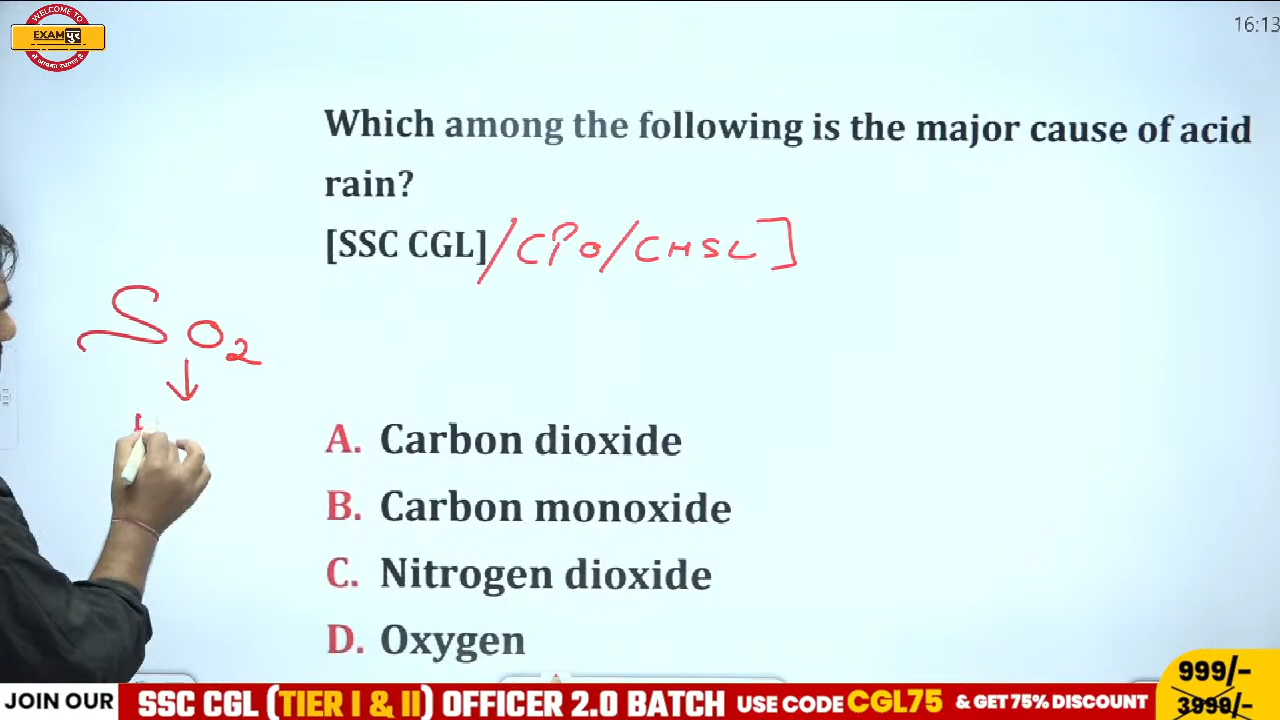 WELCOME TO
EXAMपुर
16:13
Which among the following is the major cause of acid
rain?
[SSC CGL]/CPO/CHSL]
SO2
↓
A. Carbon dioxide
B. Carbon monoxide
C. Nitrogen dioxide
D. Oxygen
JOIN OUR SSC CGL (TIER I & II) OFFICER 2.0 BATCH USE CODE CGL75 & GET 75% DISCOUNT
999/-
3999/-